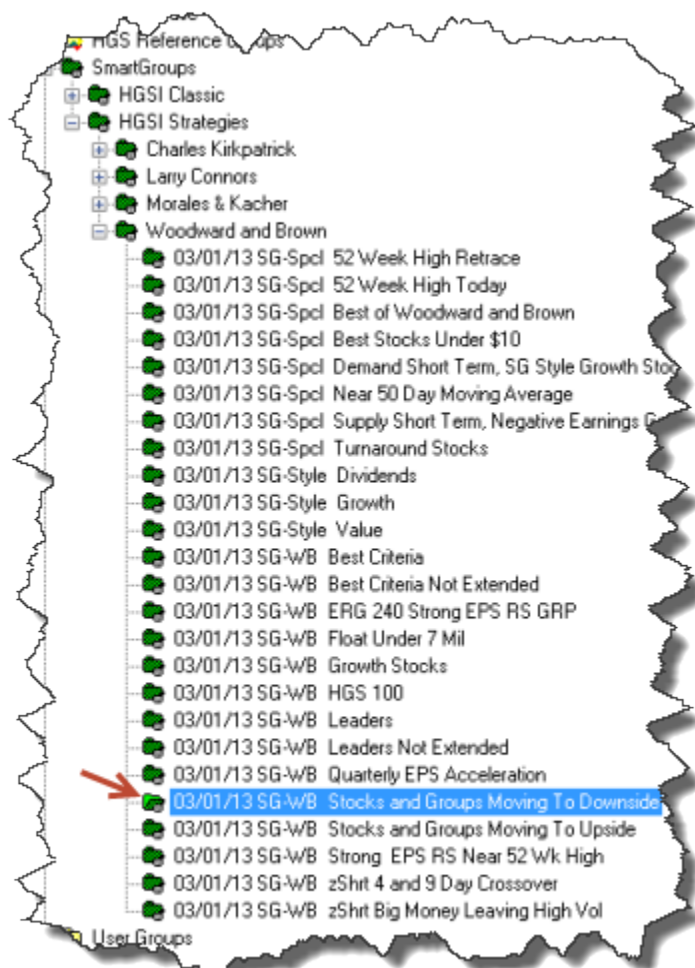 HGS Reference Groups
SmartGroups
HGSI Classic
HGSI Strategies
Charles Kirkpatrick
Larry Connors
Morales & Kacher
Woodward and Brown
03/01/13 SG-Spcl 52 Week High Retrace
03/01/13 SG-Spcl 52 Week High Today
03/01/13 SG-Spcl Best of Woodward and Brown
03/01/13 SG-Spcl Best Stocks Under $10
03/01/13 SG-Spcl Demand Short Term, SG Style Growth
03/01/13 SG-Spcl Near 50 Day Moving Average
03/01/13 SG-Spcl Supply Short Term, Negative Earnings
03/01/13 SG-Spcl Turnaround Stocks
03/01/13 SG-Style Dividends
03/01/13 SG-Style Growth
03/01/13 SG-Style Value
03/01/13 SG-WB Best Criteria
03/01/13 SG-WB Best Criteria Not Extended
03/01/13 SG-WB ERG 240 Strong EPS RS GRP
03/01/13 SG-WB Float Under 7 Mil
03/01/13 SG-WB Growth Stocks
03/01/13 SG-WB HGS 100
03/01/13 SG-WB Leaders
03/01/13 SG-WB Leaders Not Extended
03/01/13 SG-WB Quarterly EPS Acceleration
03/01/13 SG-WB Stocks and Groups Moving To Downside
03/01/13 SG-WB Stocks and Groups Moving To Upside
03/01/13 SG-WB Strong EPS RS Near 52 Wk High
03/01/13 SG-WB zShrt 4 and 9 Day Crossover
03/01/13 SG-WB zShrt Big Money Leaving High Vol
User Groups